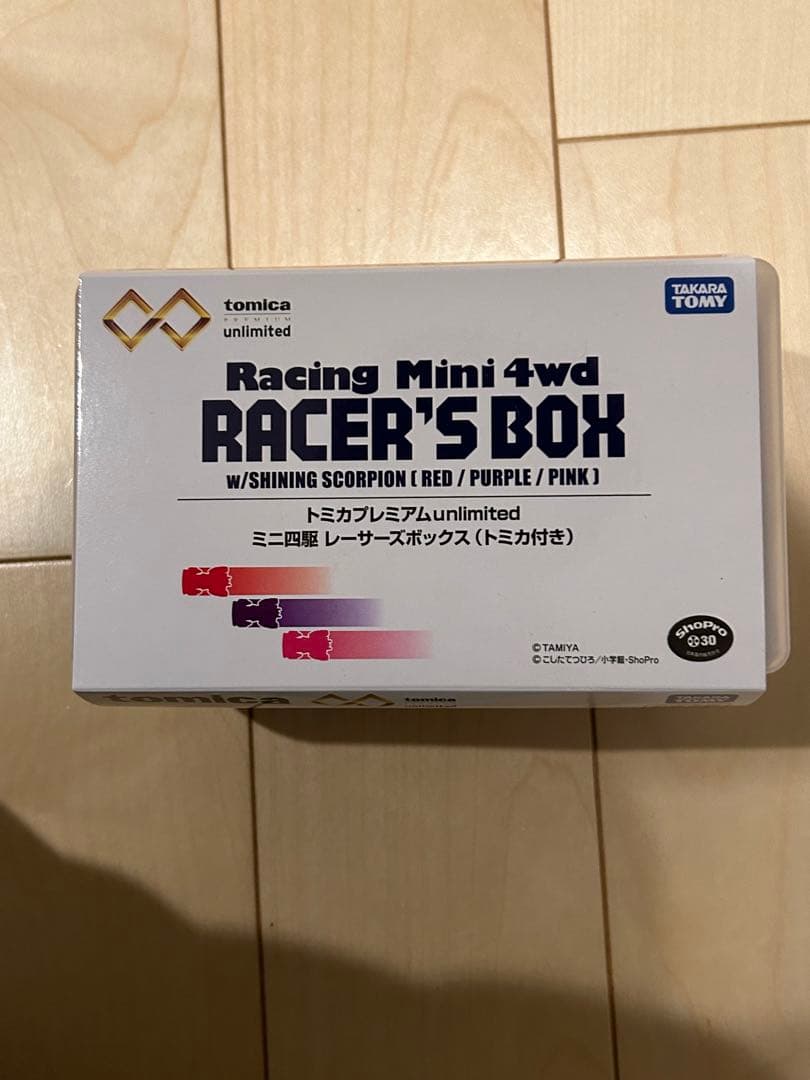 tomica
PREMIUM
unlimited
TAKARA
TOMY
Racing Mini 4wd
RACER'S BOX
w/SHINING SCORPION ( RED / PURPLE / PINK )
トミカプレミアムunlimited
ミニ四駆 レーサーズボックス(トミカ付き)
©TAMIYA
©こしたてつひろ/小学館・ShoPro
ShoPro
30
tomica
tomica
unlimited
TAKARA
TOMY